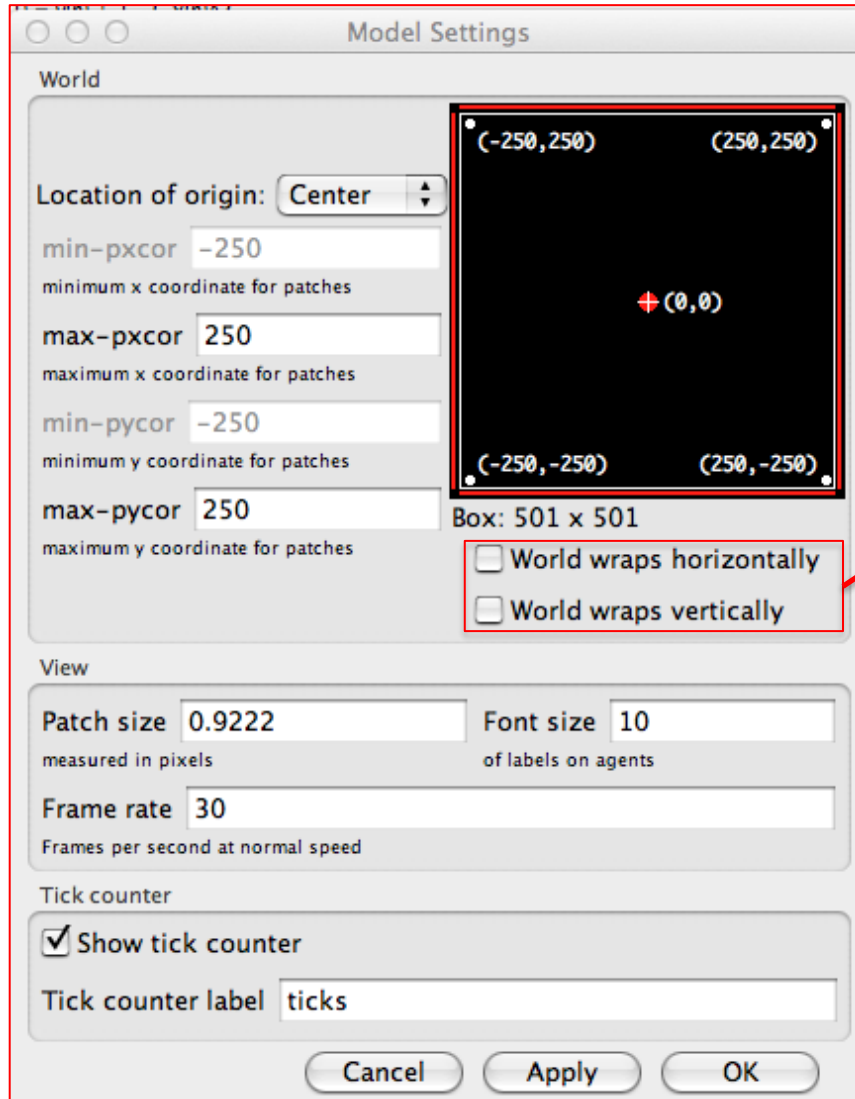 Model Settings
World
(-250,250) (250,250)
Location of origin: Center
min-pxcor -250
minimum x coordinate for patches
(0,0)
max-pxcor 250
maximum x coordinate for patches
min-pycor -250
minimum y coordinate for patches
(-250,-250) (250,-250)
max-pycor 250
maximum y coordinate for patches
Box: 501 x 501
World wraps horizontally
World wraps vertically
View
Patch size 0.9222 Font size 10
measured in pixels of labels on agents
Frame rate 30
Frames per second at normal speed
Tick counter
Show tick counter
Tick counter label ticks
Cancel Apply OK